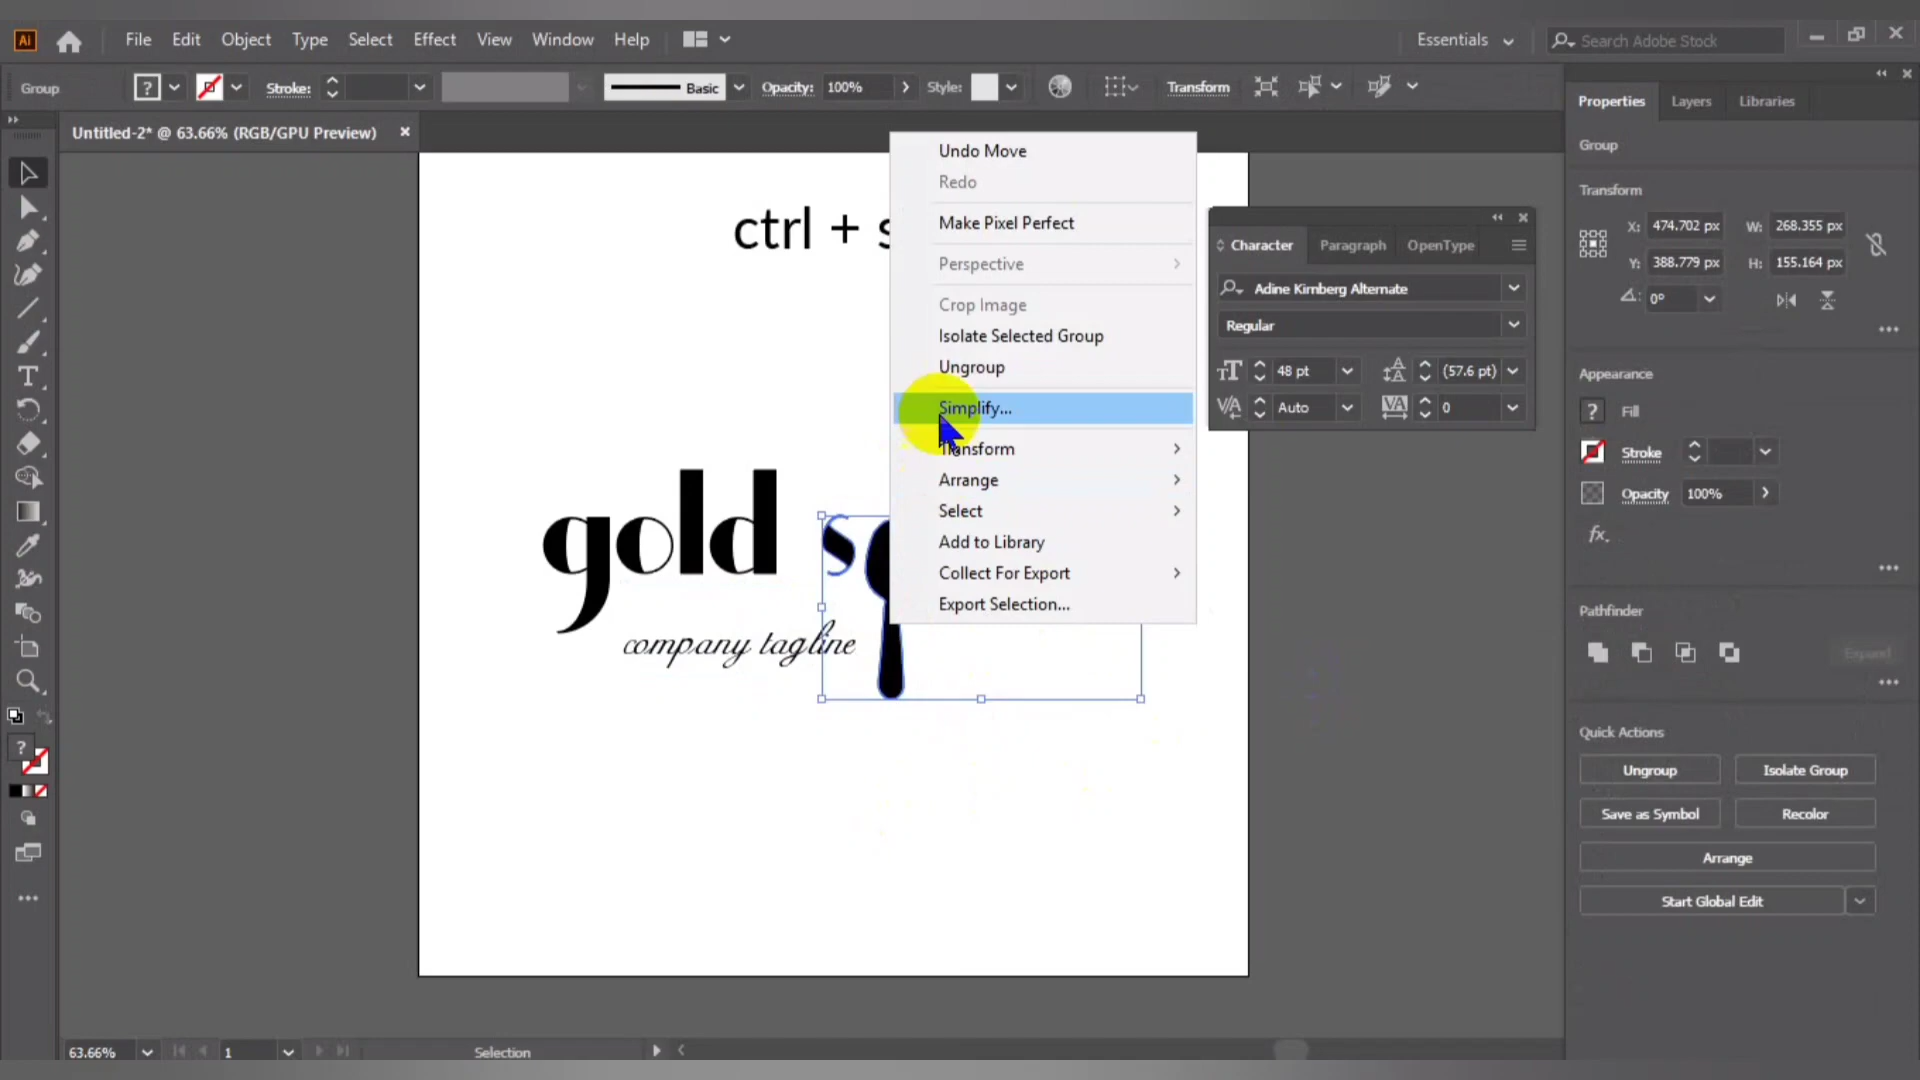 Ai File Edit Object Type Select Effect View Window Help Essentials Search Adobe Stock
Group ? Stroke: Basic Opacity: 100% Style: Transform
Untitled-2* @ 63.66% (RGB/GPU Preview) ×
ctrl + s
Undo Move
Redo
Make Pixel Perfect
Perspective
Crop Image
Isolate Selected Group
Ungroup
Simplify...
Transform
Arrange
Select
Add to Library
Collect For Export
Export Selection...
gold s
company tagline
Character Paragraph OpenType
Adine Kirnberg Alternate
Regular
48 pt (57.6 pt)
Auto 0
Properties Layers Libraries
Group
Transform
X: 474.702 px W: 268.355 px
Y: 388.779 px H: 155.164 px
0°
Appearance
? Fill
Stroke
Opacity 100%
fx.
Pathfinder
Expand
Quick Actions
Ungroup Isolate Group
Save as Symbol Recolor
Arrange
Start Global Edit
?
63.66% 1 Selection